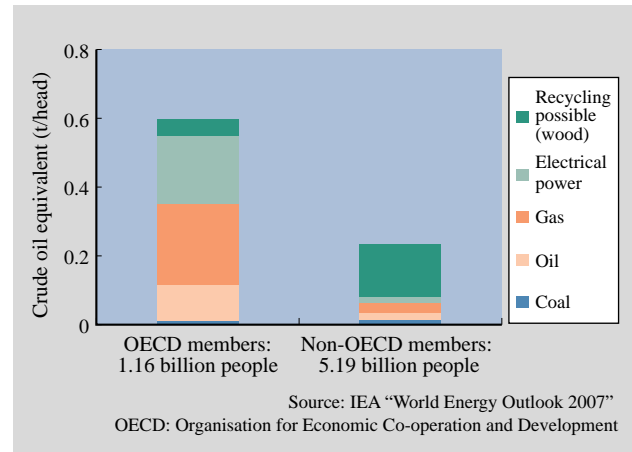 Crude oil equivalent (t/head)
0.8
0.6
0.4
0.2
0
OECD members:
1.16 billion people
Non-OECD members:
5.19 billion people
Recycling
possible
(wood)
Electrical
power
Gas
Oil
Coal
Source: IEA “World Energy Outlook 2007”
OECD: Organisation for Economic Co-operation and Development